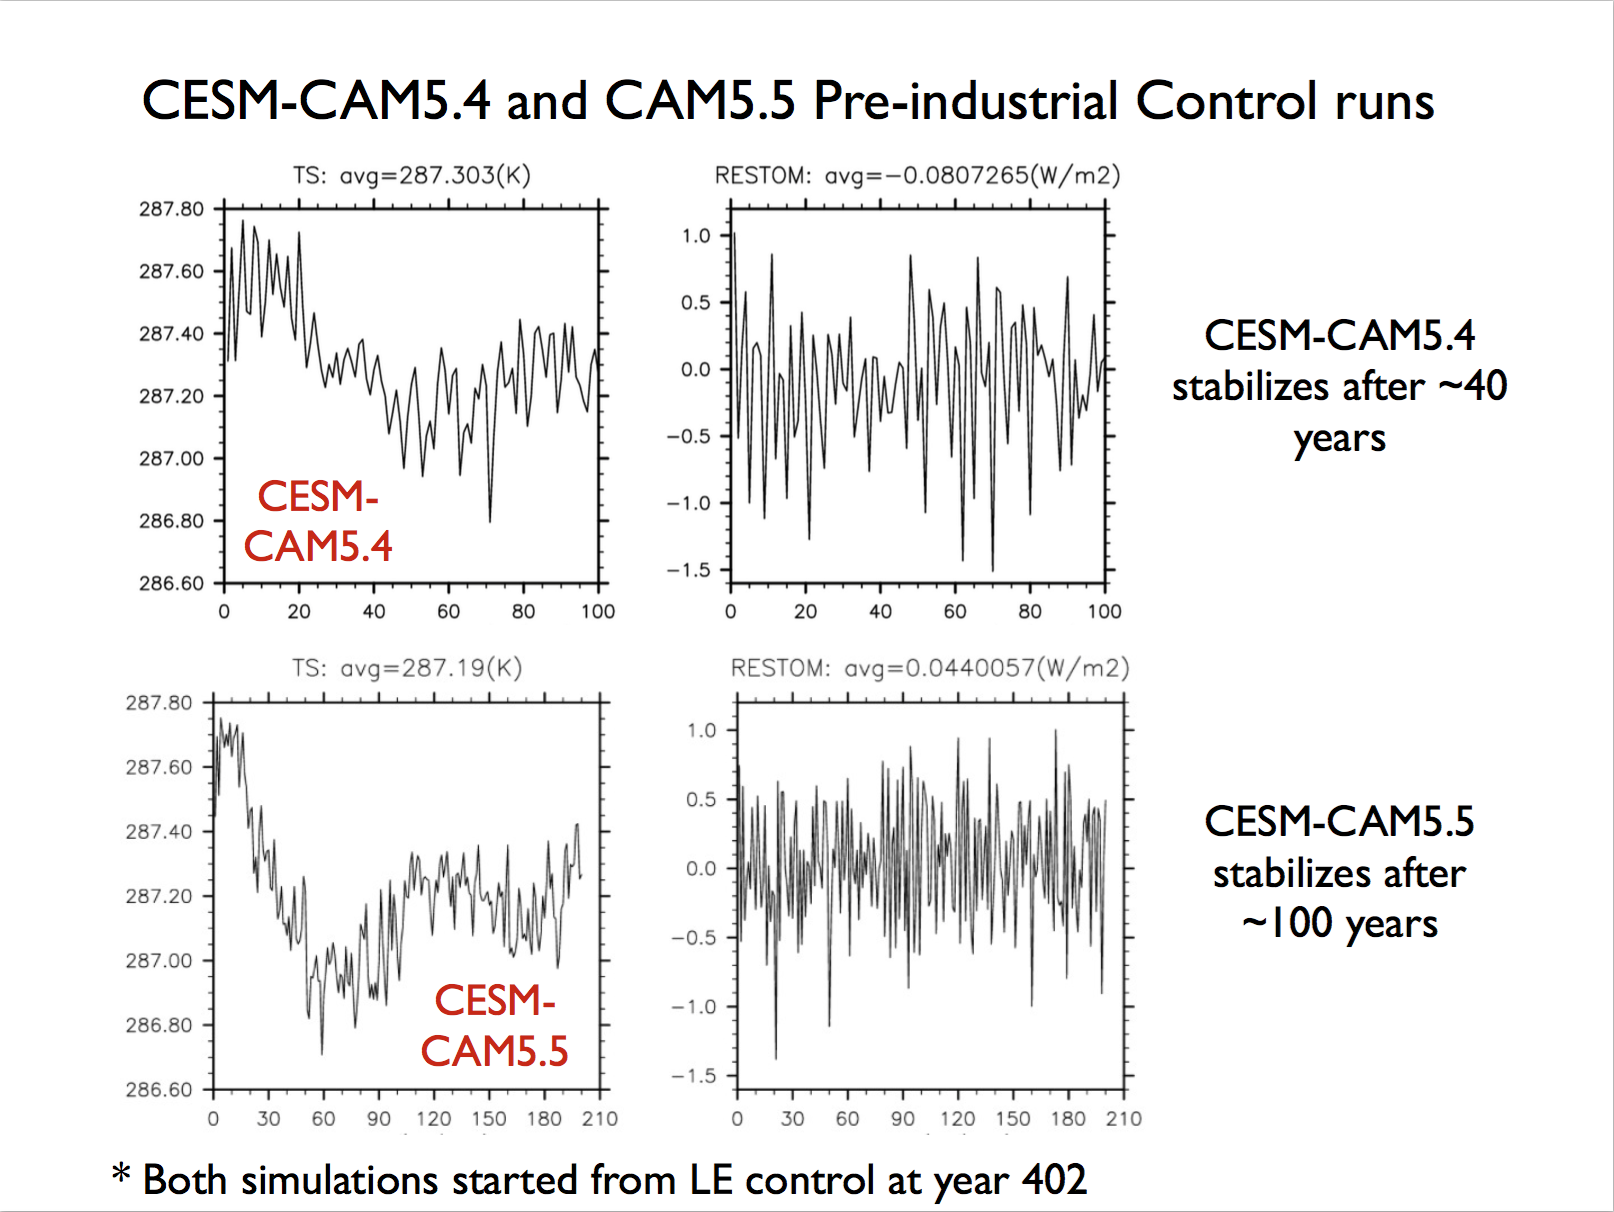 CESM-CAM5.4 and CAM5.5 Pre-industrial Control runs
TS: avg=287.303(K)
287.80
287.60
287.40
287.20
287.00
286.80
286.60
0 20 40 60 80 100
CESM-
CAM5.4
RESTOM: avg=−0.0807265(W/m2)
1.0
0.5
0.0
−0.5
−1.0
−1.5
0 20 40 60 80 100
CESM-CAM5.4
stabilizes after ~40
years
TS: avg=287.19(K)
287.80
287.60
287.40
287.20
287.00
286.80
286.60
0 30 60 90 120 150 180 210
CESM-
CAM5.5
RESTOM: avg=0.0440057(W/m2)
1.0
0.5
0.0
−0.5
−1.0
−1.5
0 30 60 90 120 150 180 210
CESM-CAM5.5
stabilizes after
~100 years
* Both simulations started from LE control at year 402